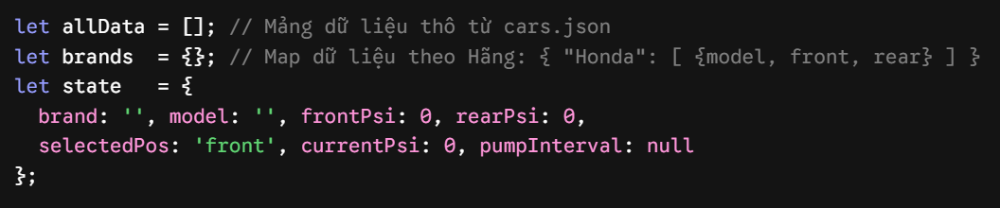 let allData = []; // Mảng dữ liệu thô từ cars.json
let brands  = {}; // Map dữ liệu theo Hãng: { "Honda": [ {model, front, rear} ] }
let state   = {
  brand: '', model: '', frontPsi: 0, rearPsi: 0,
  selectedPos: 'front', currentPsi: 0, pumpInterval: null
};